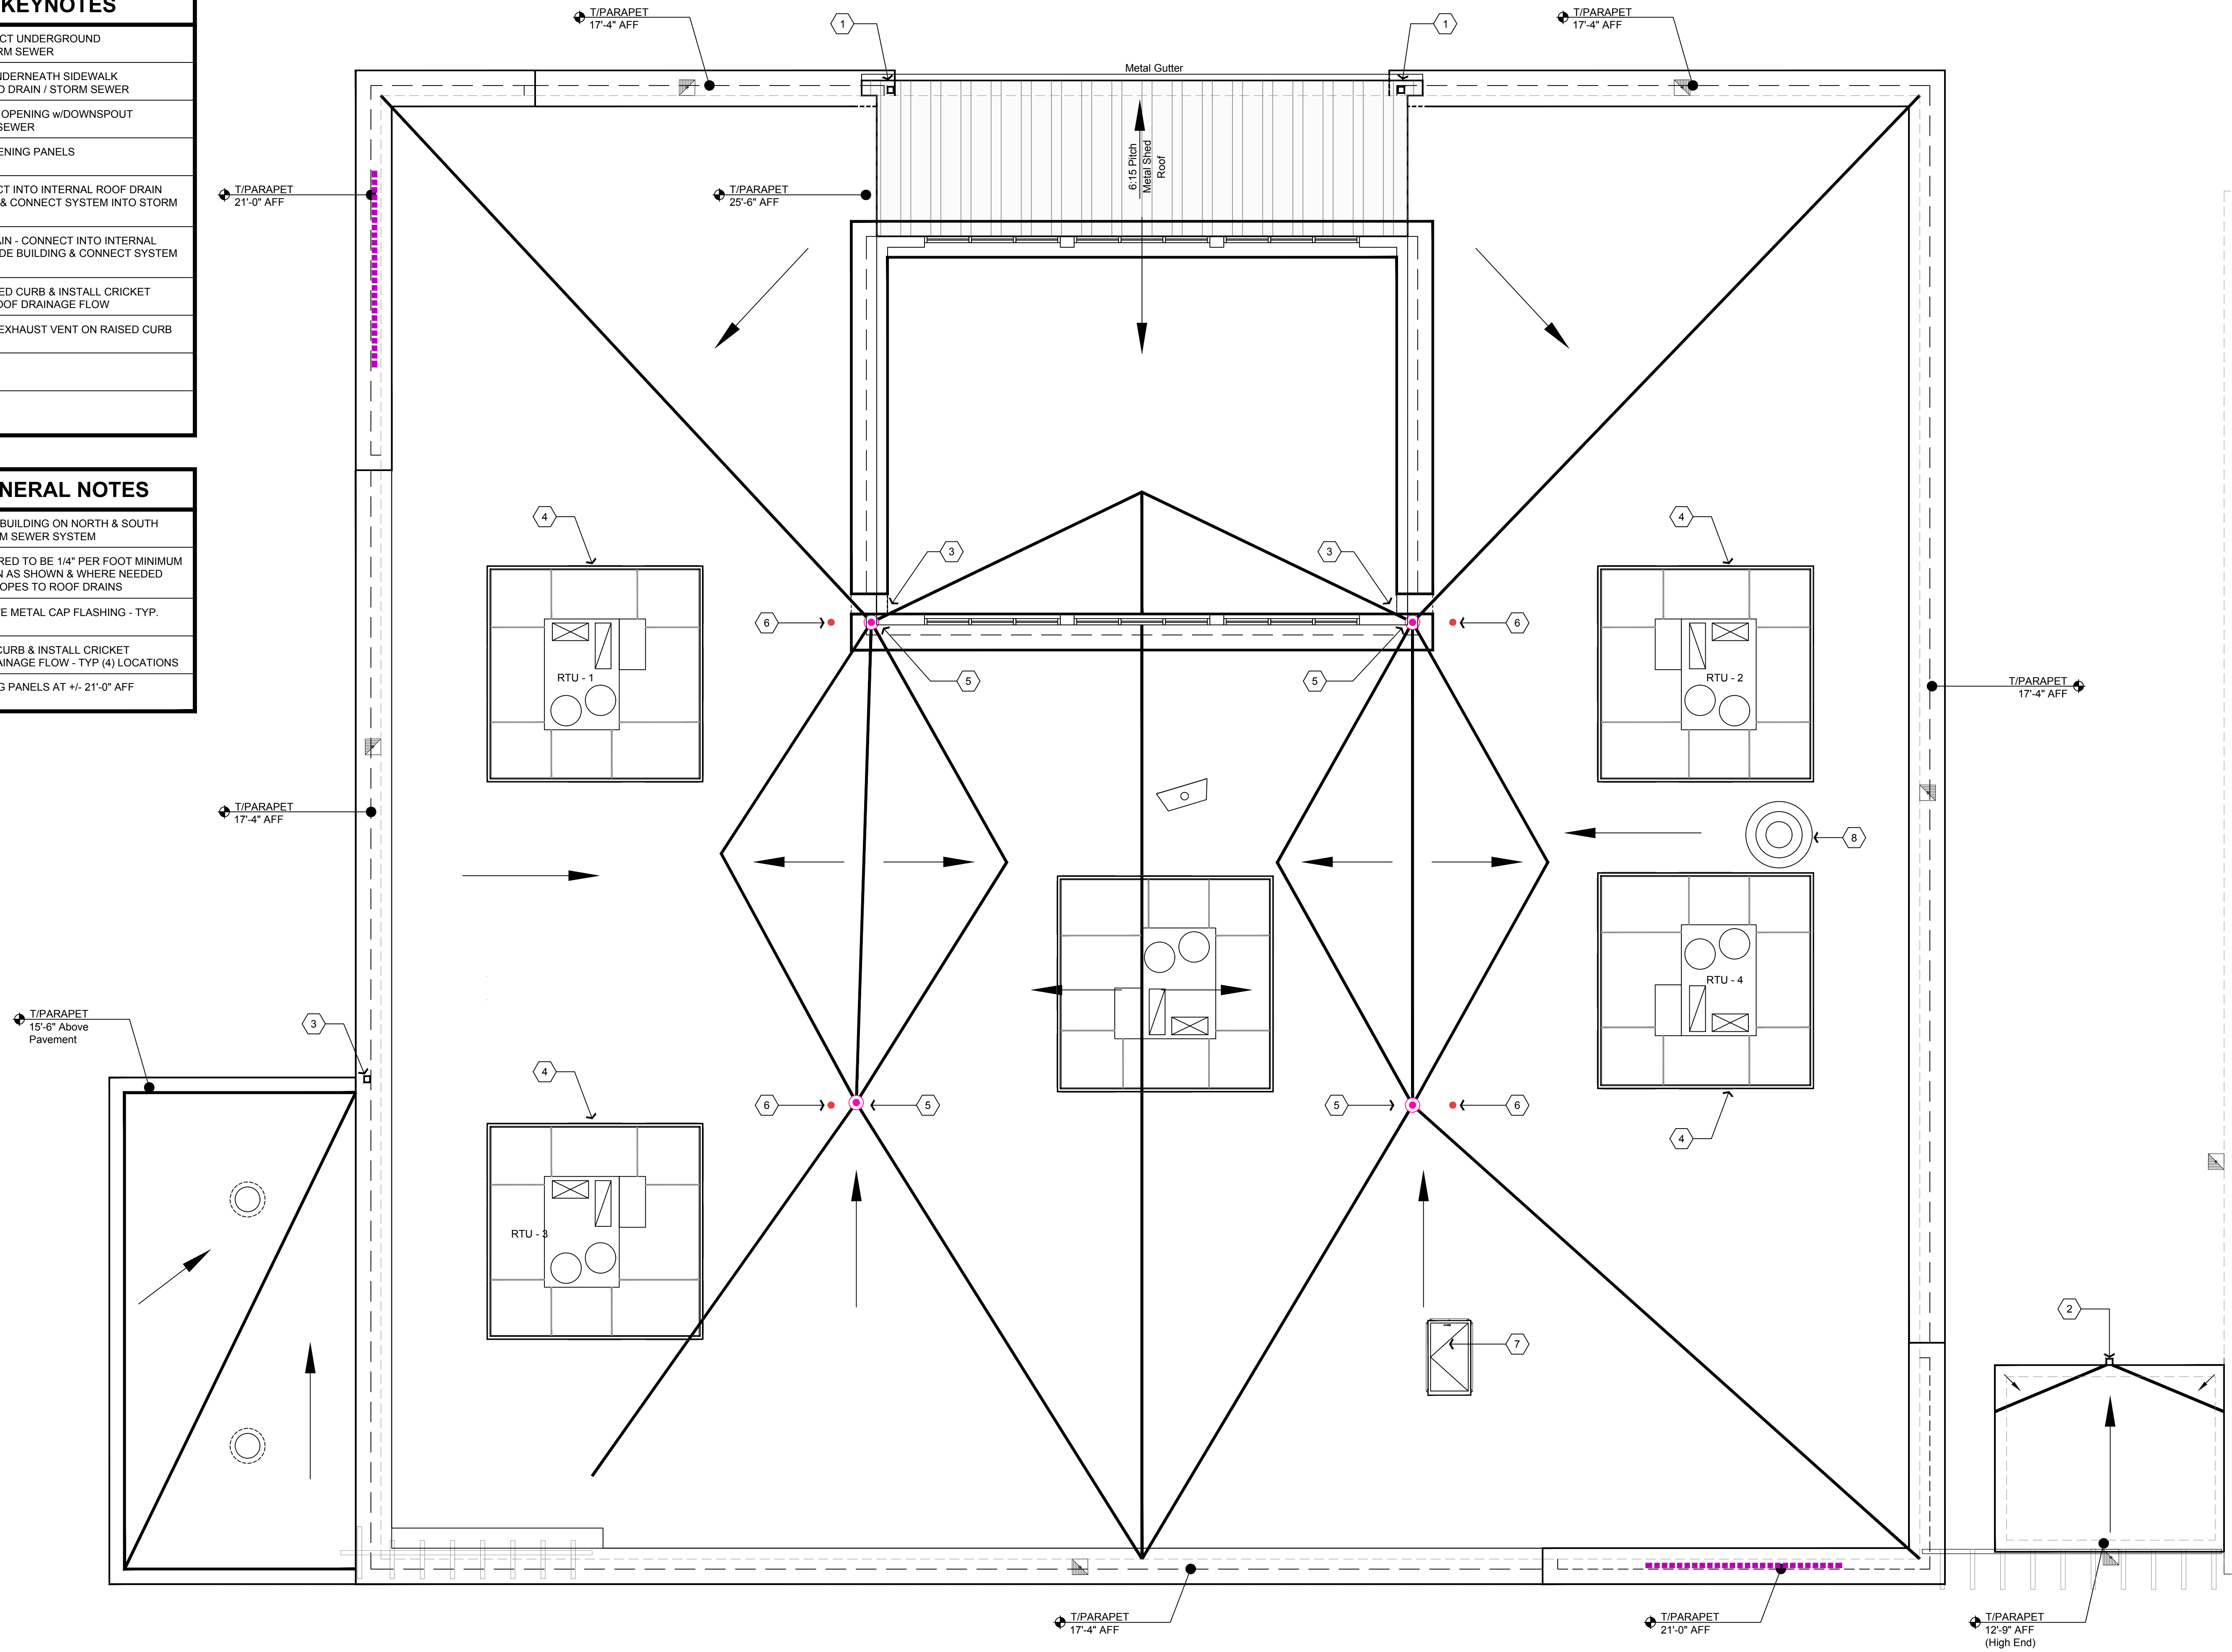 KEYNOTES
CT UNDERGROUND
RM SEWER
NDERNEATH SIDEWALK
O DRAIN / STORM SEWER
OPENING w/DOWNSPOUT
SEWER
ENING PANELS
CT INTO INTERNAL ROOF DRAIN
& CONNECT SYSTEM INTO STORM
AIN - CONNECT INTO INTERNAL
DE BUILDING & CONNECT SYSTEM
ED CURB & INSTALL CRICKET
OOF DRAINAGE FLOW
EXHAUST VENT ON RAISED CURB
NERAL NOTES
BUILDING ON NORTH & SOUTH
M SEWER SYSTEM
RED TO BE 1/4" PER FOOT MINIMUM
N AS SHOWN & WHERE NEEDED
OPES TO ROOF DRAINS
TE METAL CAP FLASHING - TYP.
CURB & INSTALL CRICKET
AINAGE FLOW - TYP (4) LOCATIONS
G PANELS AT +/- 21'-0" AFF
T/PARAPET
17'-4" AFF
1
1
T/PARAPET
17'-4" AFF
Metal Gutter
6:15 Pitch
Metal Shed
Roof
T/PARAPET
21'-0" AFF
T/PARAPET
25'-6" AFF
4
4
3
3
6
6
5
5
RTU - 1
RTU - 2
T/PARAPET
17'-4" AFF
T/PARAPET
17'-4" AFF
8
RTU - 4
T/PARAPET
15'-6" Above
Pavement
3
4
6
5
5
6
4
RTU - 3
2
7
T/PARAPET
17'-4" AFF
T/PARAPET
21'-0" AFF
T/PARAPET
12'-9" AFF
(High End)